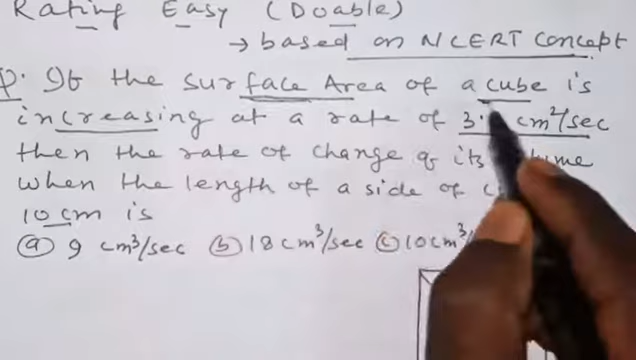 Rating Easy (Doable)
→ based on NCERT Concept
Q. If the surface Area of a cube is
increasing at a rate of 3. cm²/sec
then the rate of change of its
when the length of a side of
10 cm is
(a) 9 cm³/sec (b) 18 cm³/sec (c) 10 cm³/